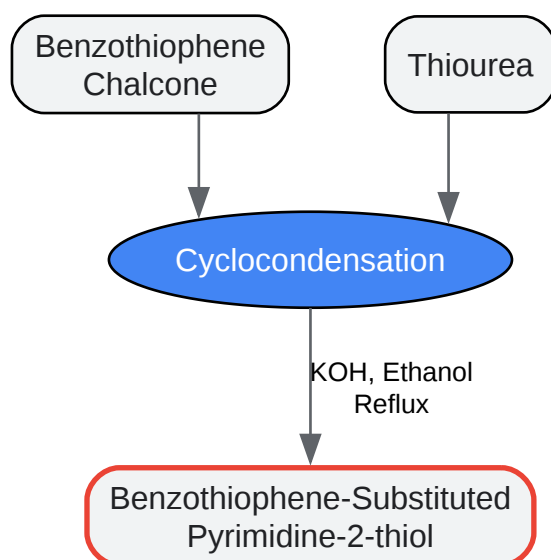 Benzothiophene
Chalcone
Thiourea
Cyclocondensation
KOH, Ethanol
Reflux
Benzothiophene-Substituted
Pyrimidine-2-thiol